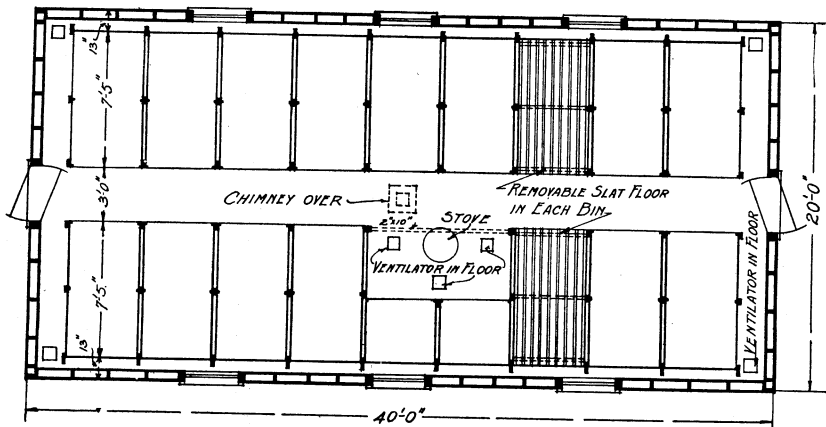 13"
7'-5"
3'-0"
CHIMNEY OVER
REMOVABLE SLAT FLOOR
IN EACH BIN
2"x10"
STOVE
VENTILATOR IN FLOOR
7'-5"
13"
VENTILATOR IN FLOOR
20'-0"
40'-0"